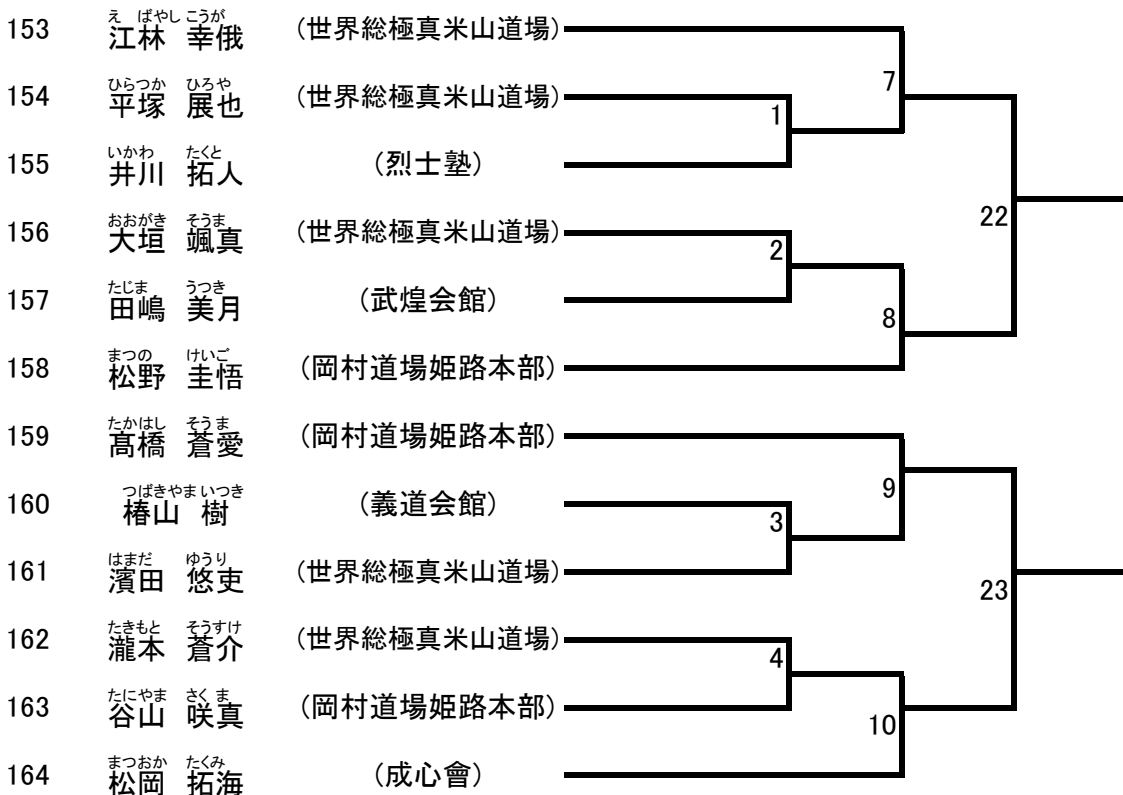 え ばやし こうが
153 江林 幸俄 (世界総極真米山道場)
7
ひらつか ひろや
154 平塚 展也 (世界総極真米山道場)
1
いかわ たくと
155 井川 拓人 (烈士塾)
22
おおがき そうま
156 大垣 颯真 (世界総極真米山道場)
2
たじま うつき
157 田嶋 美月 (武煌会館)
8
まつの けいご
158 松野 圭悟 (岡村道場姫路本部)
たかはし そうま
159 髙橋 蒼愛 (岡村道場姫路本部)
9
つばきやま いつき
160 椿山 樹 (義道会館)
3
はまだ ゆうり
161 濱田 悠吏 (世界総極真米山道場)
23
たきもと そうすけ
162 瀧本 蒼介 (世界総極真米山道場)
4
たにやま さくま
163 谷山 咲真 (岡村道場姫路本部)
10
まつおか たくみ
164 松岡 拓海 (成心會)